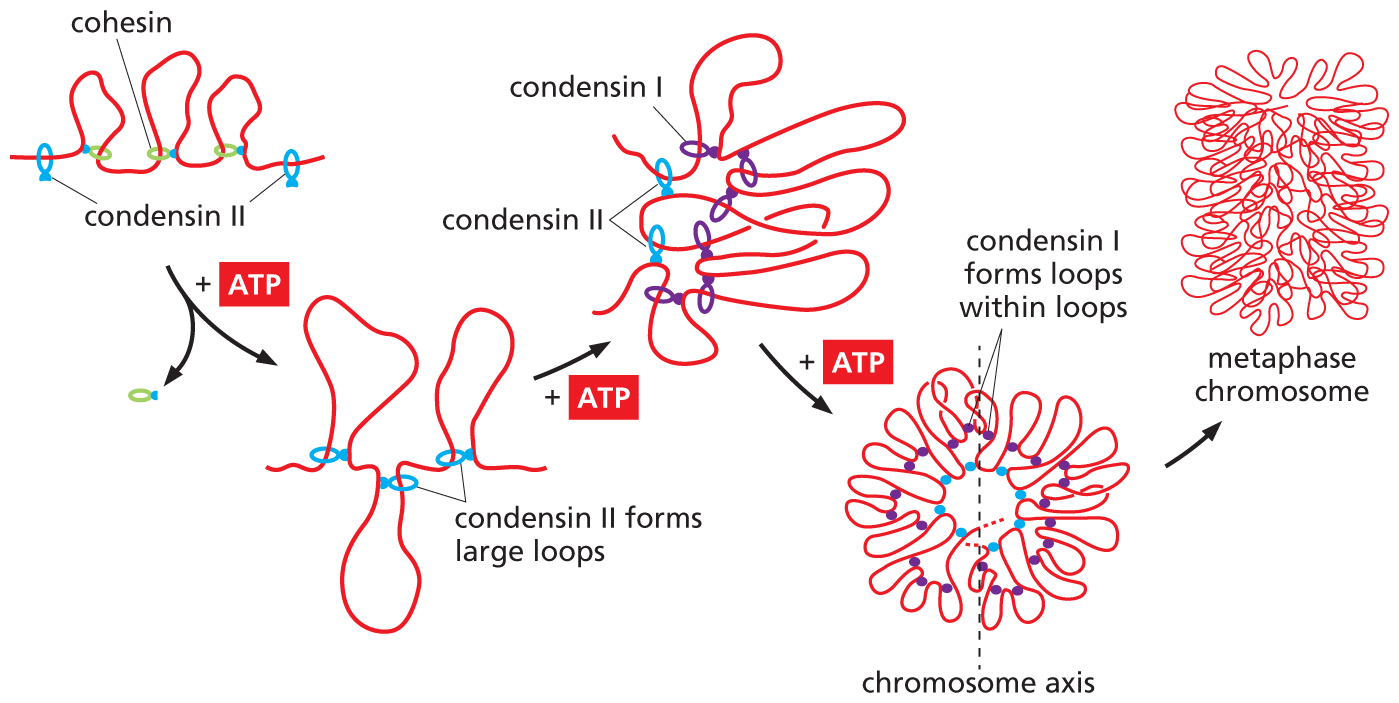 cohesin
condensin II
+ ATP
condensin II forms
large loops
+ ATP
condensin I
condensin II
+ ATP
condensin I
forms loops
within loops
chromosome axis
metaphase
chromosome